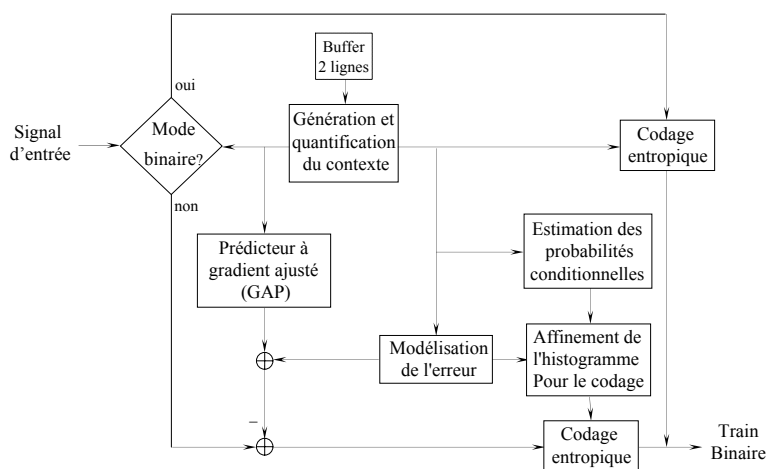 Buffer
2 lignes
oui
Signal
d'entrée
Mode
binaire?
Génération et
quantification
du contexte
Codage
entropique
non
Prédicteur à
gradient ajusté
(GAP)
Estimation des
probabilités
conditionnelles
Modélisation
de l'erreur
Affinement de
l'histogramme
Pour le codage
–
Codage
entropique
Train
Binaire